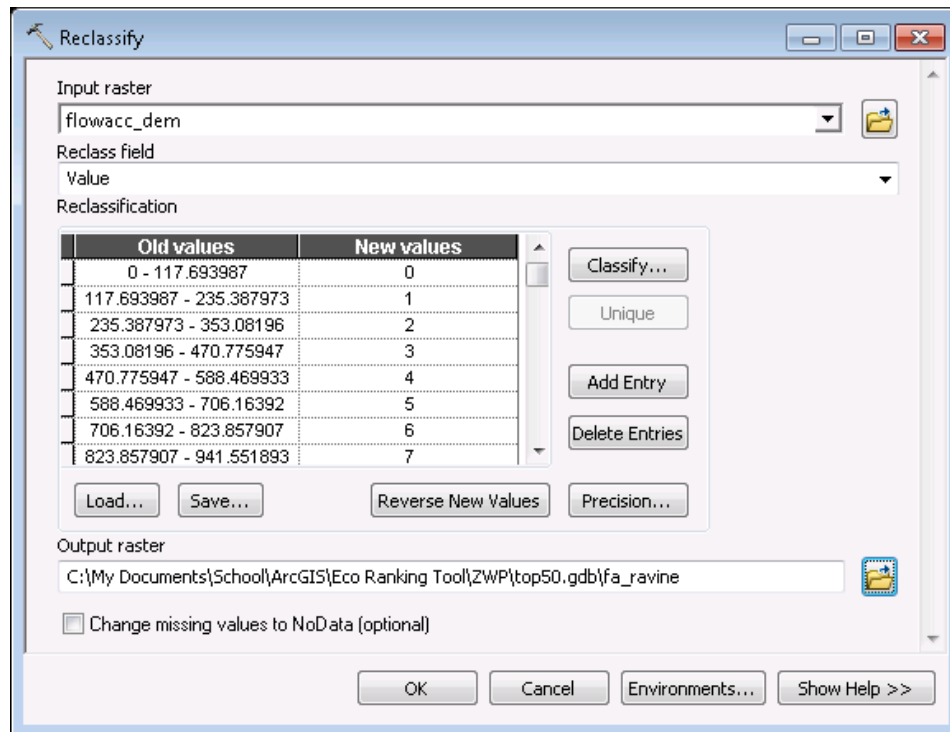 Reclassify
Input raster
flowacc_dem
Reclass field
Value
Reclassification
Old values New values
0 - 117.693987 0
117.693987 - 235.387973 1
235.387973 - 353.08196 2
353.08196 - 470.775947 3
470.775947 - 588.469933 4
588.469933 - 706.16392 5
706.16392 - 823.857907 6
823.857907 - 941.551893 7
Classify...
Unique
Add Entry
Delete Entries
Load... Save... Reverse New Values Precision...
Output raster
C:\My Documents\School\ArcGIS\Eco Ranking Tool\ZWP\top50.gdb\fa_ravine
Change missing values to NoData (optional)
OK Cancel Environments... Show Help >>